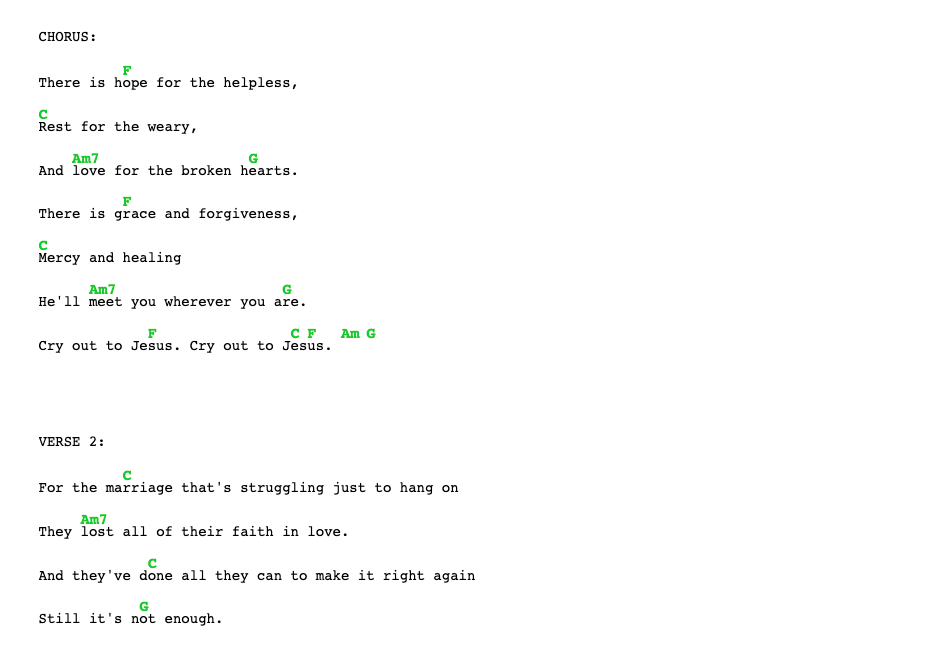 CHORUS:
F
There is hope for the helpless,
C
Rest for the weary,
Am7 G
And love for the broken hearts.
F
There is grace and forgiveness,
C
Mercy and healing
Am7 G
He'll meet you wherever you are.
F C F Am G
Cry out to Jesus. Cry out to Jesus.
VERSE 2:
C
For the marriage that's struggling just to hang on
Am7
They lost all of their faith in love.
C
And they've done all they can to make it right again
G
Still it's not enough.